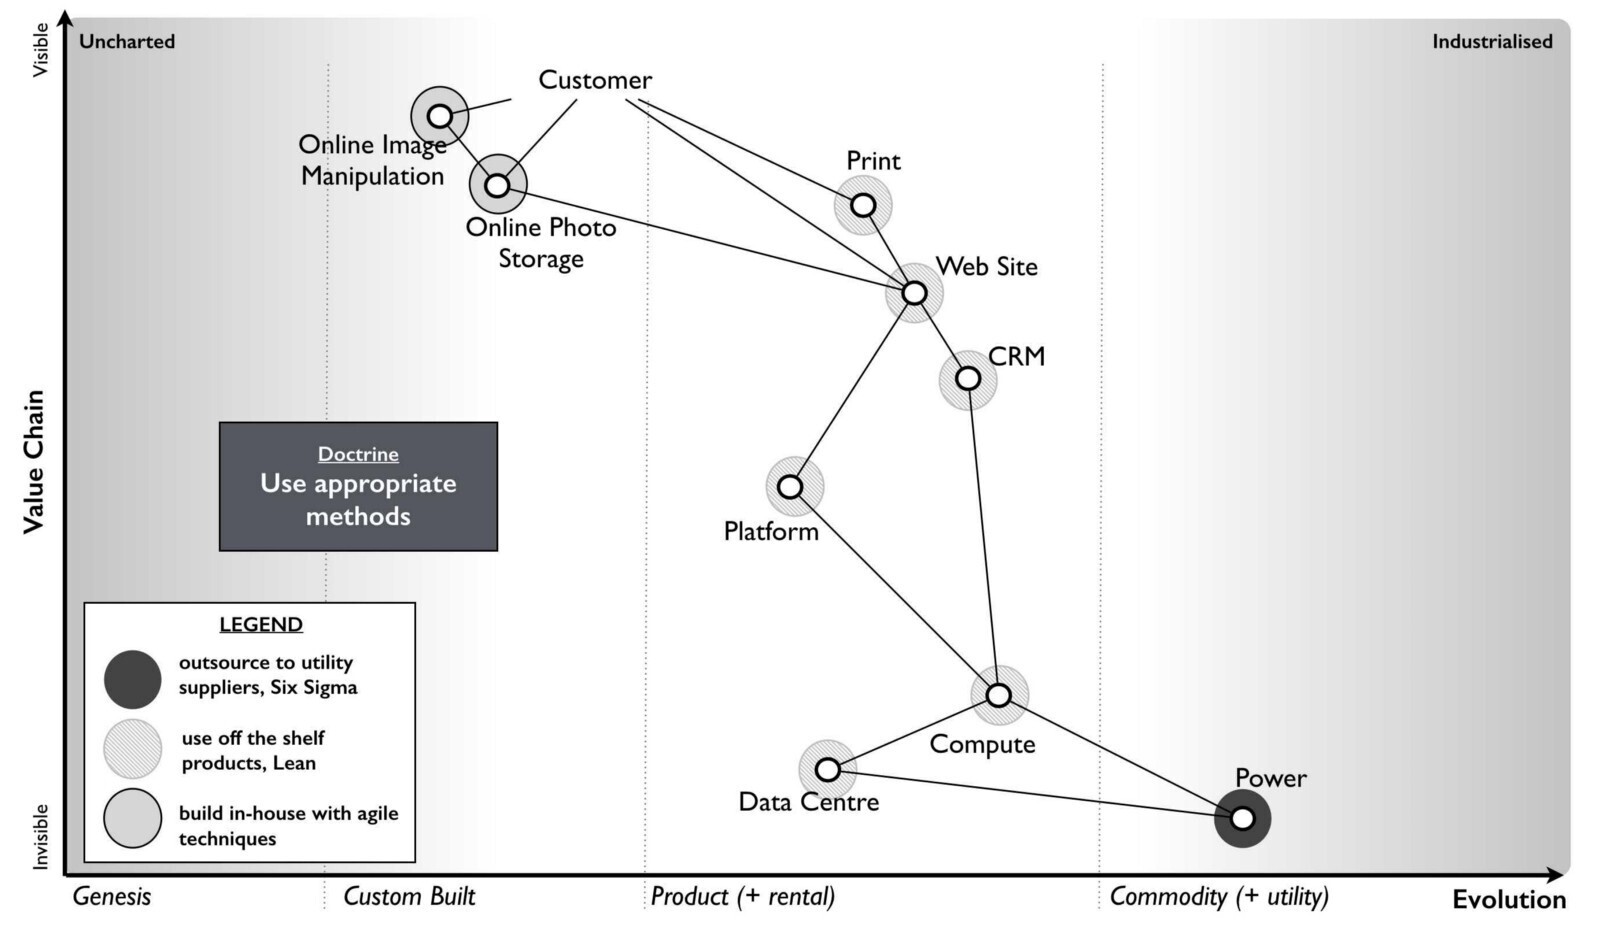 Visible
Uncharted
Industrialised
Customer
Online Image
Manipulation
Print
Online Photo
Storage
Web Site
CRM
Value Chain
Doctrine
Use appropriate
methods
Platform
LEGEND
outsource to utility
suppliers, Six Sigma
use off the shelf
products, Lean
build in-house with agile
techniques
Compute
Data Centre
Power
Invisible
Genesis
Custom Built
Product (+ rental)
Commodity (+ utility)
Evolution